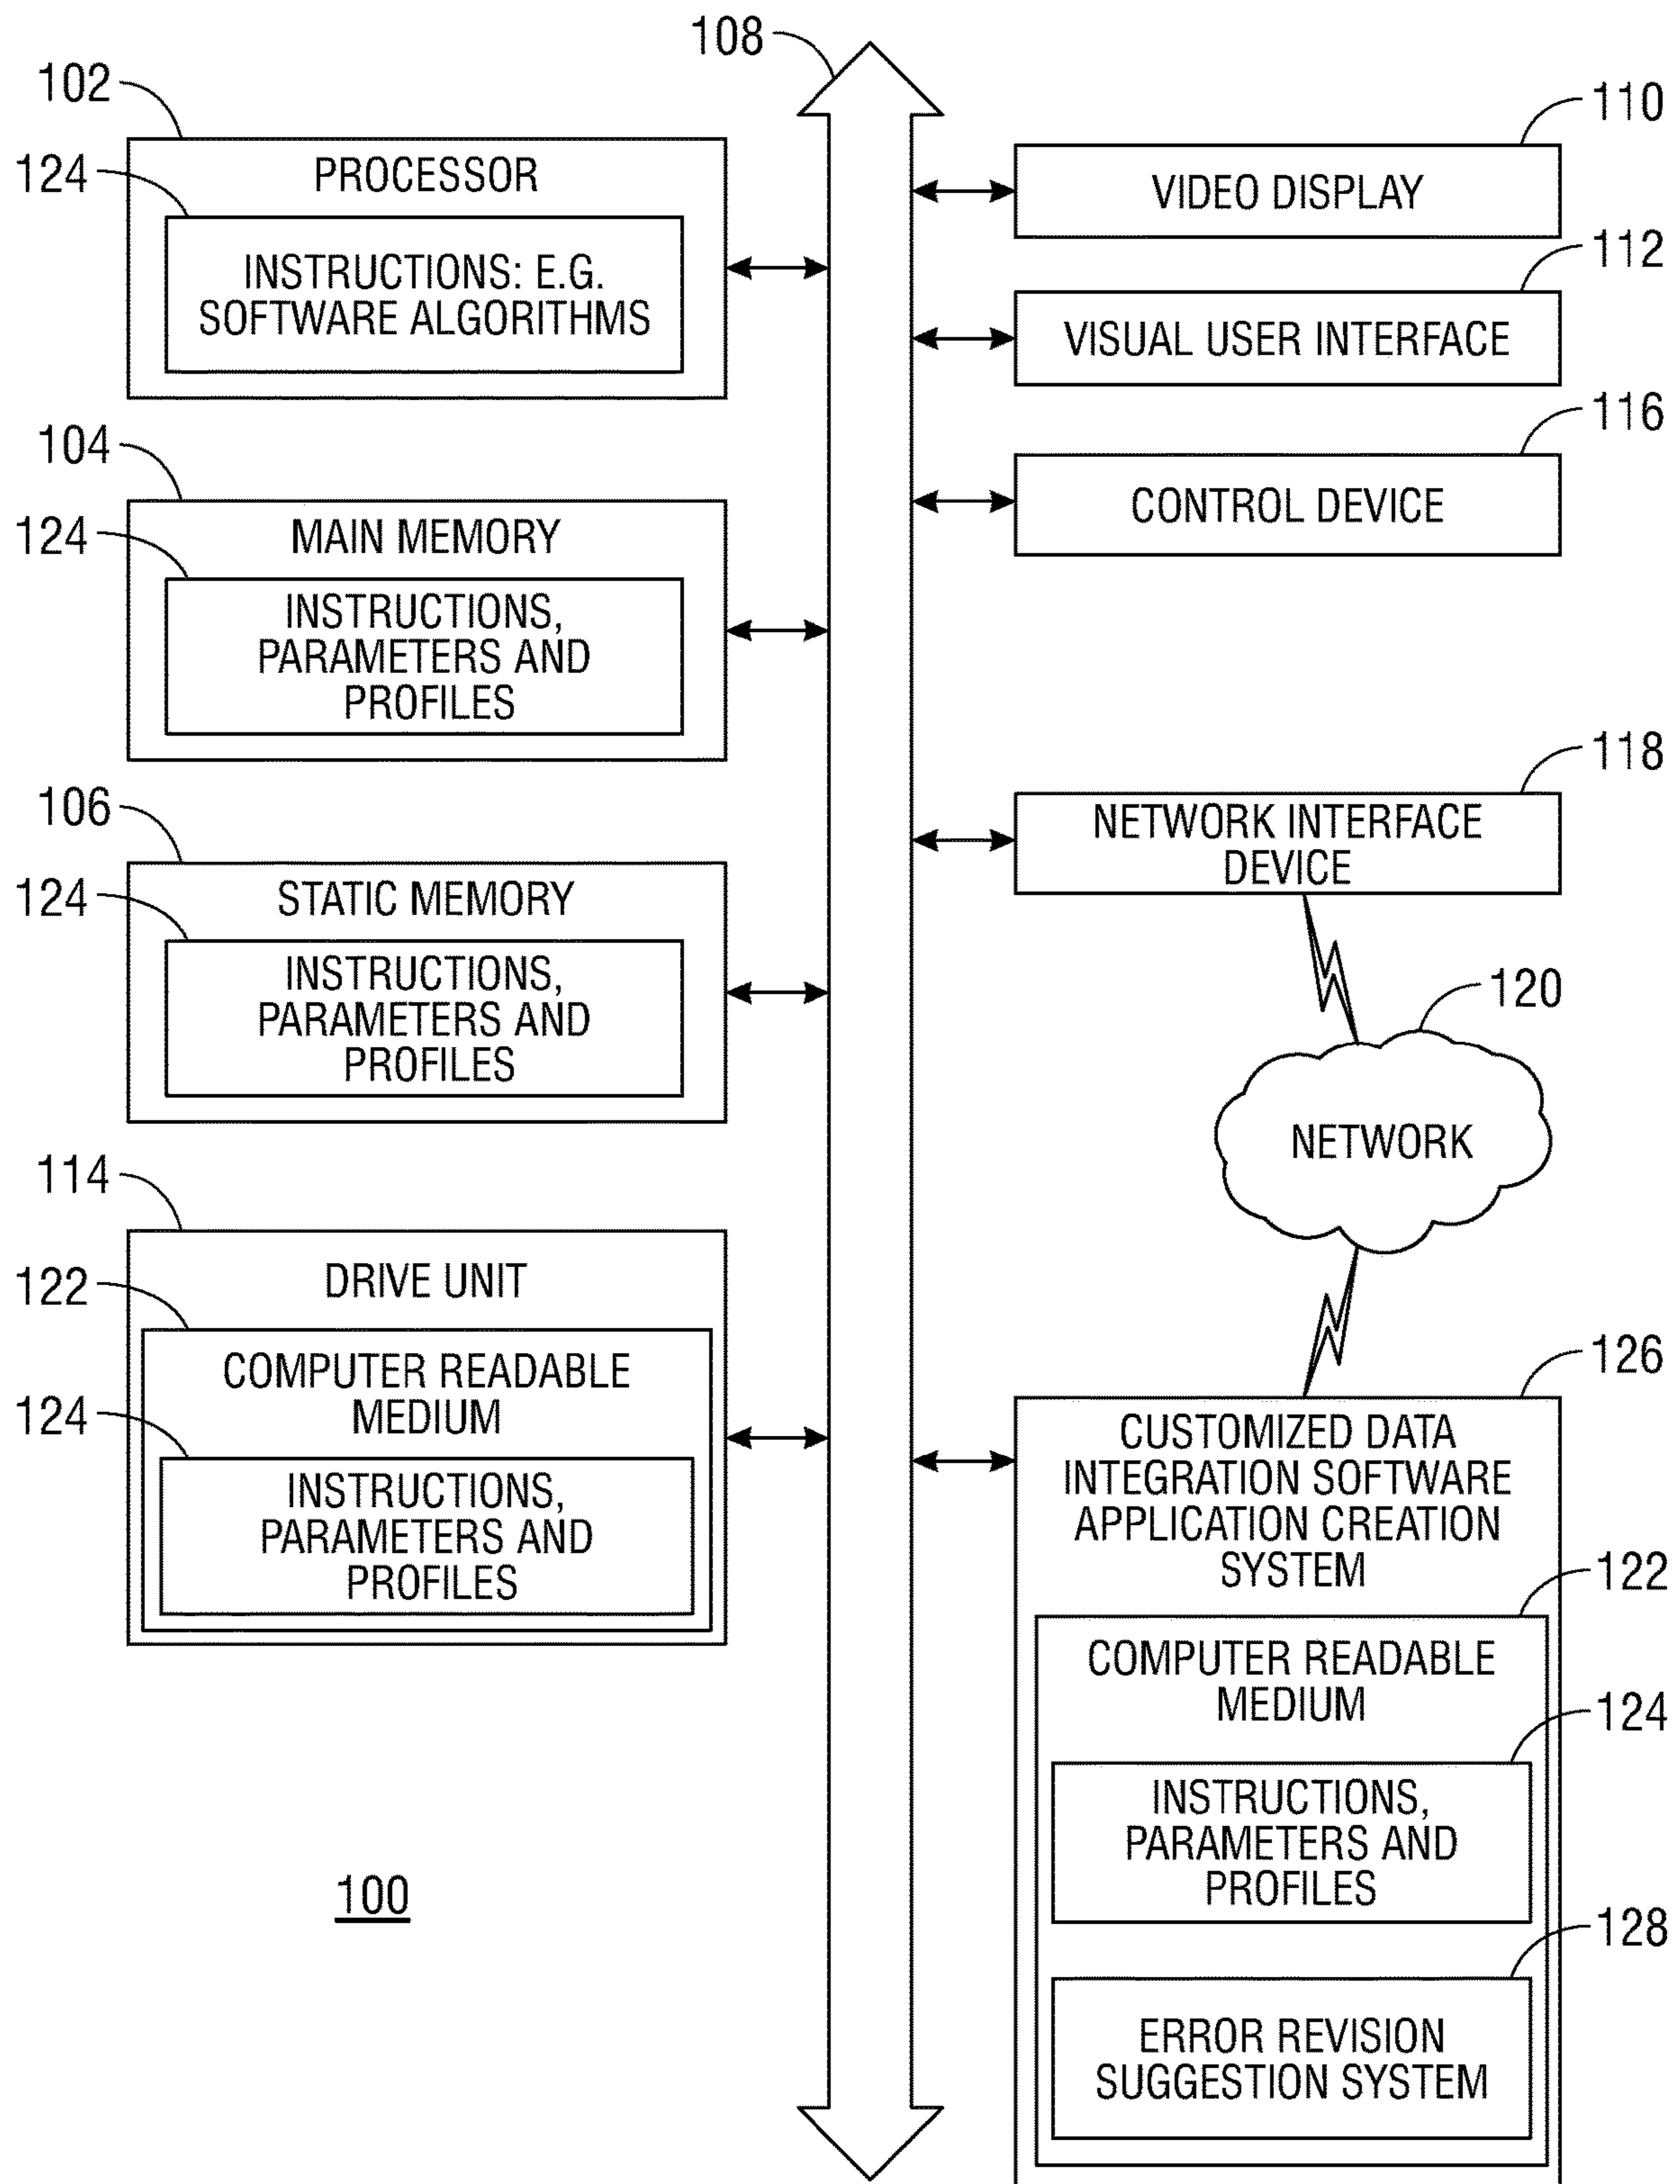 108
102
124
PROCESSOR
INSTRUCTIONS: E.G.
SOFTWARE ALGORITHMS
104
124
MAIN MEMORY
INSTRUCTIONS,
PARAMETERS AND
PROFILES
106
124
STATIC MEMORY
INSTRUCTIONS,
PARAMETERS AND
PROFILES
114
122
DRIVE UNIT
COMPUTER READABLE
MEDIUM
124
INSTRUCTIONS,
PARAMETERS AND
PROFILES
100
110
VIDEO DISPLAY
112
VISUAL USER INTERFACE
116
CONTROL DEVICE
118
NETWORK INTERFACE
DEVICE
120
NETWORK
126
CUSTOMIZED DATA
INTEGRATION SOFTWARE
APPLICATION CREATION
SYSTEM
122
COMPUTER READABLE
MEDIUM
124
INSTRUCTIONS,
PARAMETERS AND
PROFILES
128
ERROR REVISION
SUGGESTION SYSTEM